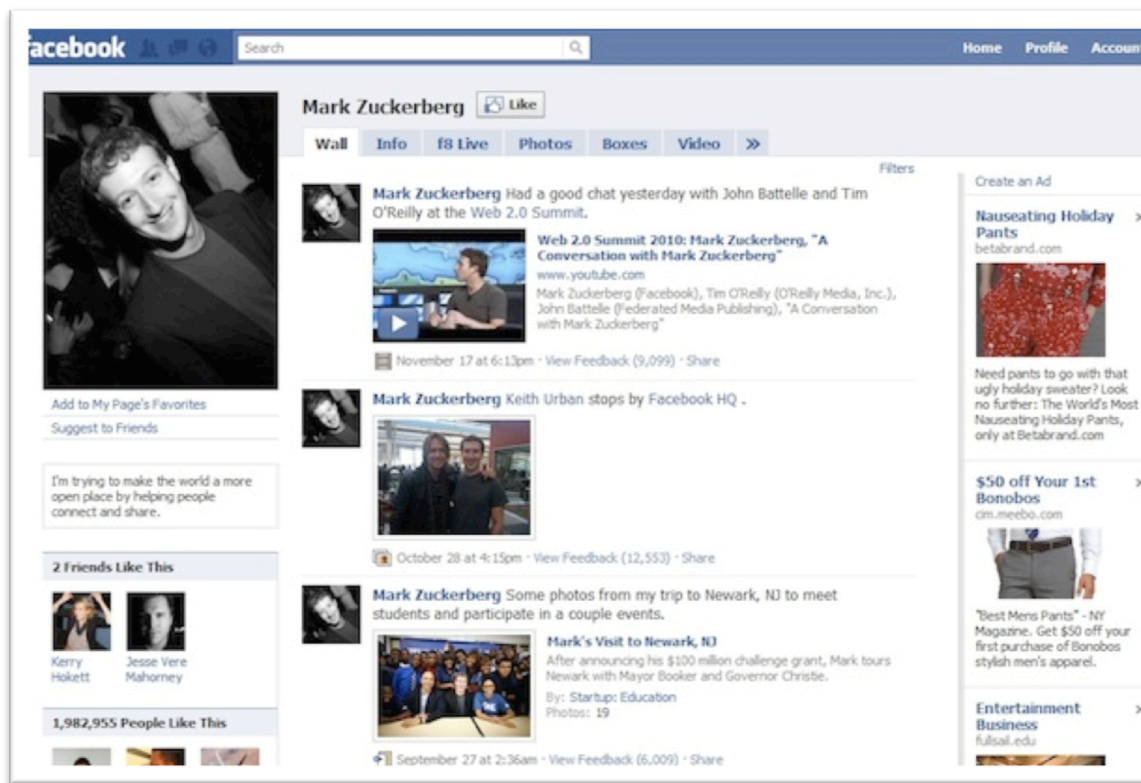 facebook
Search
Home Profile Account
Mark Zuckerberg Like
Wall Info f8 Live Photos Boxes Video »
Filters
Mark Zuckerberg Had a good chat yesterday with John Battelle and Tim
O'Reilly at the Web 2.0 Summit.
Web 2.0 Summit 2010: Mark Zuckerberg, "A
Conversation with Mark Zuckerberg"
www.youtube.com
Mark Zuckerberg (Facebook), Tim O'Reilly (O'Reilly Media, Inc.),
John Battelle (Federated Media Publishing), "A Conversation
with Mark Zuckerberg"
November 17 at 6:13pm · View Feedback (9,099) · Share
Mark Zuckerberg Keith Urban stops by Facebook HQ .
October 28 at 4:15pm · View Feedback (12,553) · Share
Mark Zuckerberg Some photos from my trip to Newark, NJ to meet
students and participate in a couple events.
Mark's Visit to Newark, NJ
After announcing his $100 million challenge grant, Mark tours
Newark with Mayor Booker and Governor Christie.
By: Startup: Education
Photos: 19
September 27 at 2:36am · View Feedback (6,009) · Share
Add to My Page's Favorites
Suggest to Friends
I'm trying to make the world a more
open place by helping people
connect and share.
2 Friends Like This
Kerry
Hokett
Jesse Vere
Mahorney
1,982,955 People Like This
Create an Ad
Nauseating Holiday
Pants
betabrand.com
Need pants to go with that
ugly holiday sweater? Look
no further: The World's Most
Nauseating Holiday Pants,
only at Betabrand.com
$50 off Your 1st
Bonobos
cim.meebo.com
"Best Mens Pants" - NY
Magazine. Get $50 off your
first purchase of Bonobos
stylish men's apparel.
Entertainment
Business
fullsail.edu